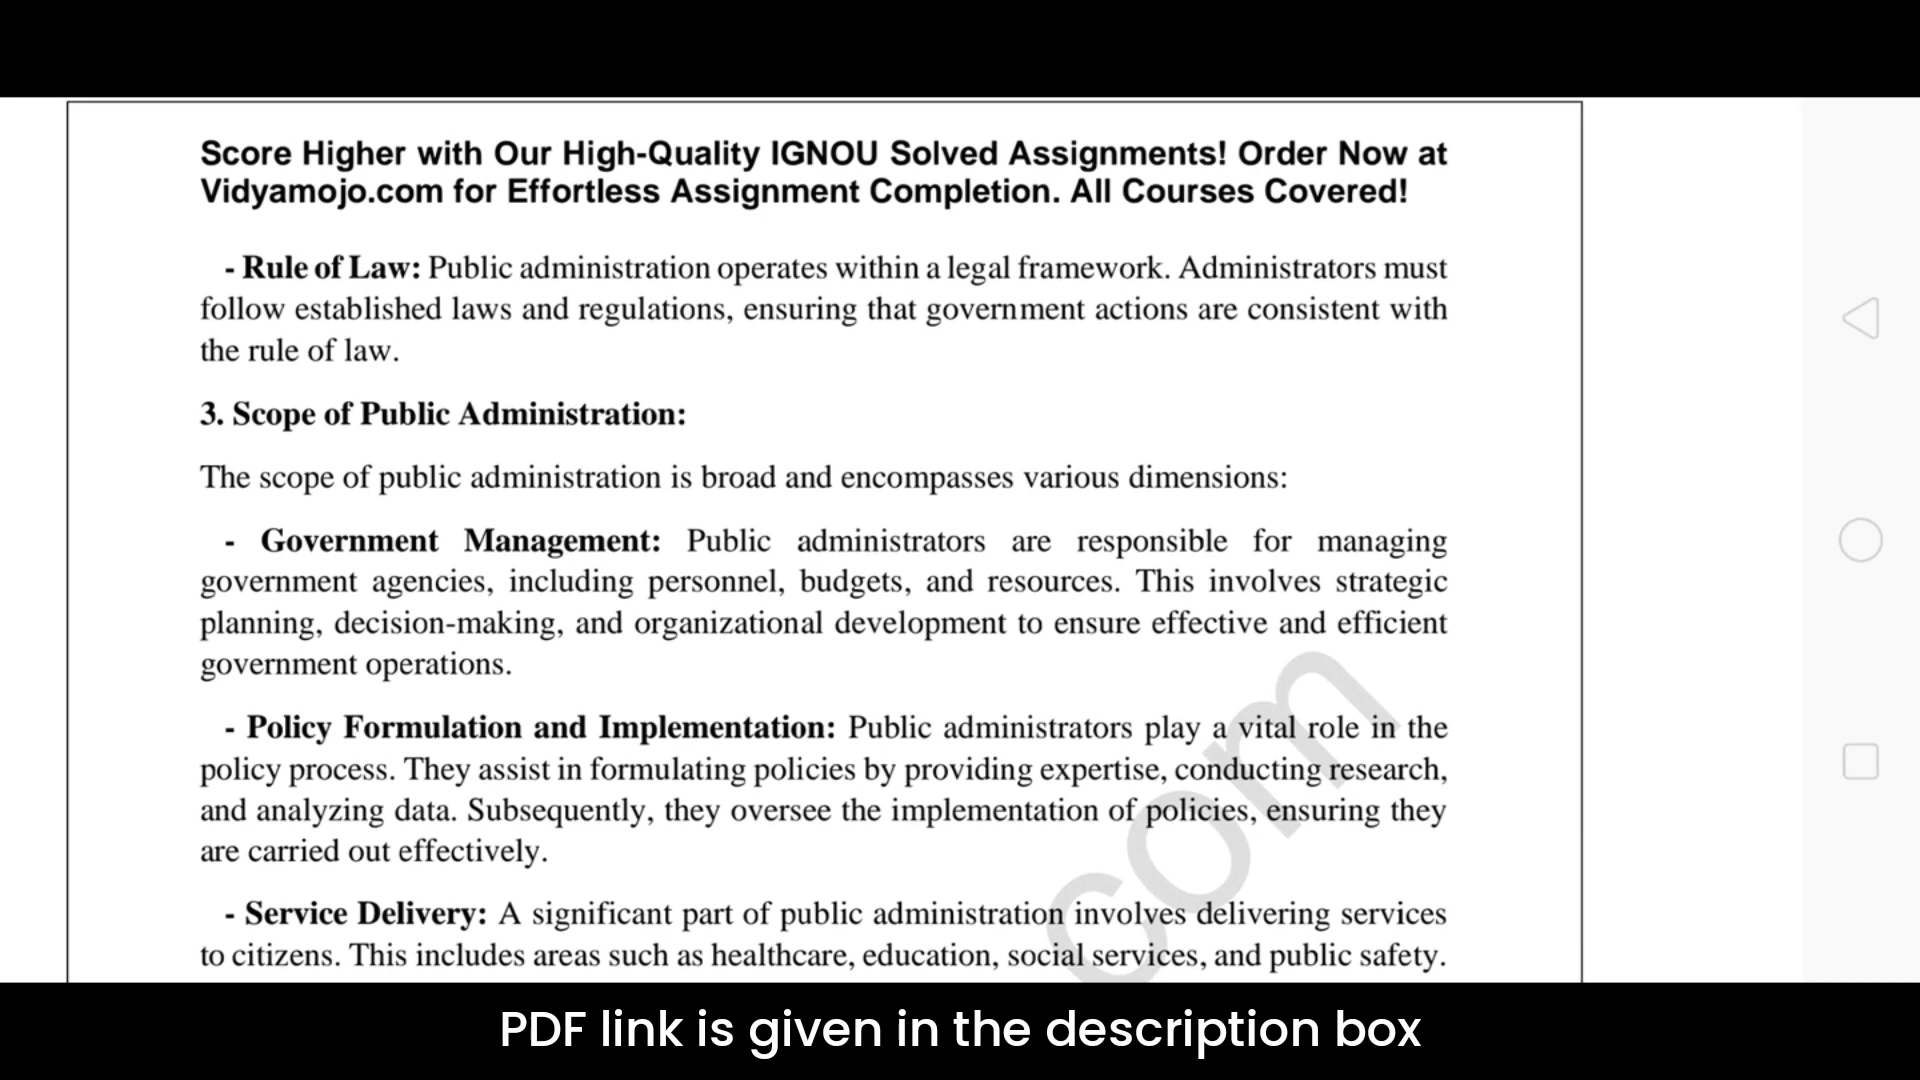 Score Higher with Our High-Quality IGNOU Solved Assignments! Order Now at
Vidyamojo.com for Effortless Assignment Completion. All Courses Covered!
- Rule of Law: Public administration operates within a legal framework. Administrators must
follow established laws and regulations, ensuring that government actions are consistent with
the rule of law.
3. Scope of Public Administration:
The scope of public administration is broad and encompasses various dimensions:
- Government Management: Public administrators are responsible for managing
government agencies, including personnel, budgets, and resources. This involves strategic
planning, decision-making, and organizational development to ensure effective and efficient
government operations.
- Policy Formulation and Implementation: Public administrators play a vital role in the
policy process. They assist in formulating policies by providing expertise, conducting research,
and analyzing data. Subsequently, they oversee the implementation of policies, ensuring they
are carried out effectively.
- Service Delivery: A significant part of public administration involves delivering services
to citizens. This includes areas such as healthcare, education, social services, and public safety.
com
PDF link is given in the description box